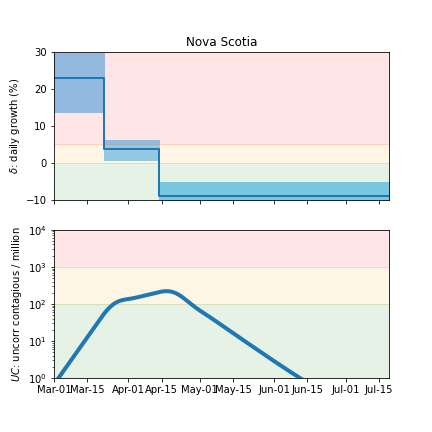 Nova Scotia
δ: daily growth (%)
30
20
10
0
−10
UC: uncorr contagious / million
10⁴
10³
10²
10¹
10⁰
Mar-01 Mar-15 Apr-01 Apr-15 May-01 May-15 Jun-01 Jun-15 Jul-01 Jul-15